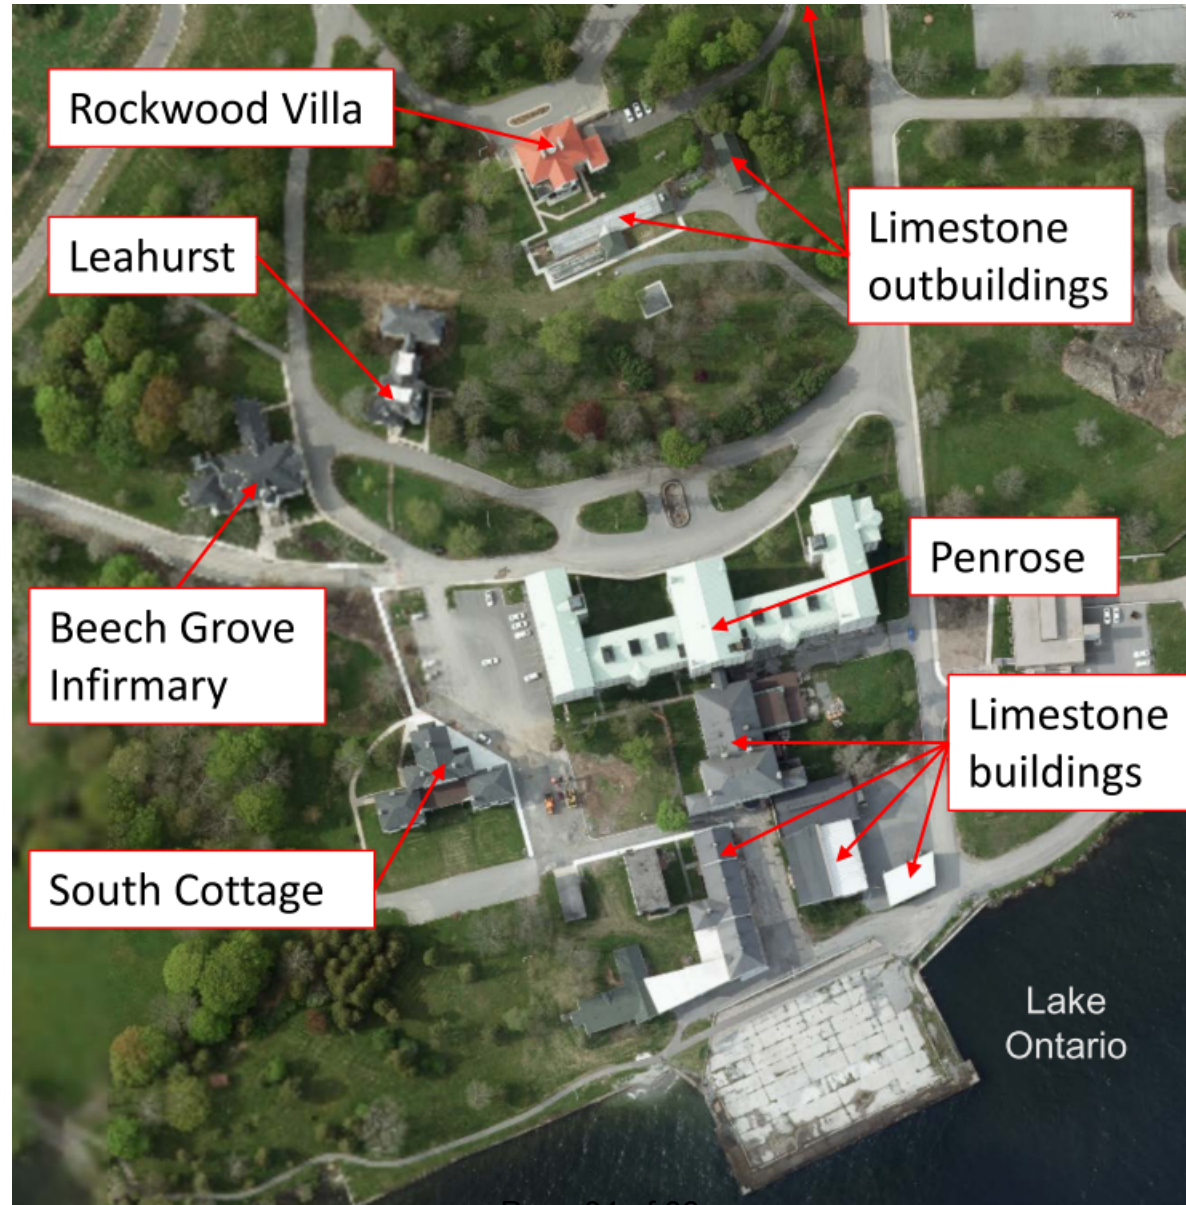 Rockwood Villa
Leahurst
Limestone
outbuildings
Penrose
Beech Grove
Infirmary
Limestone
buildings
South Cottage
Lake
Ontario